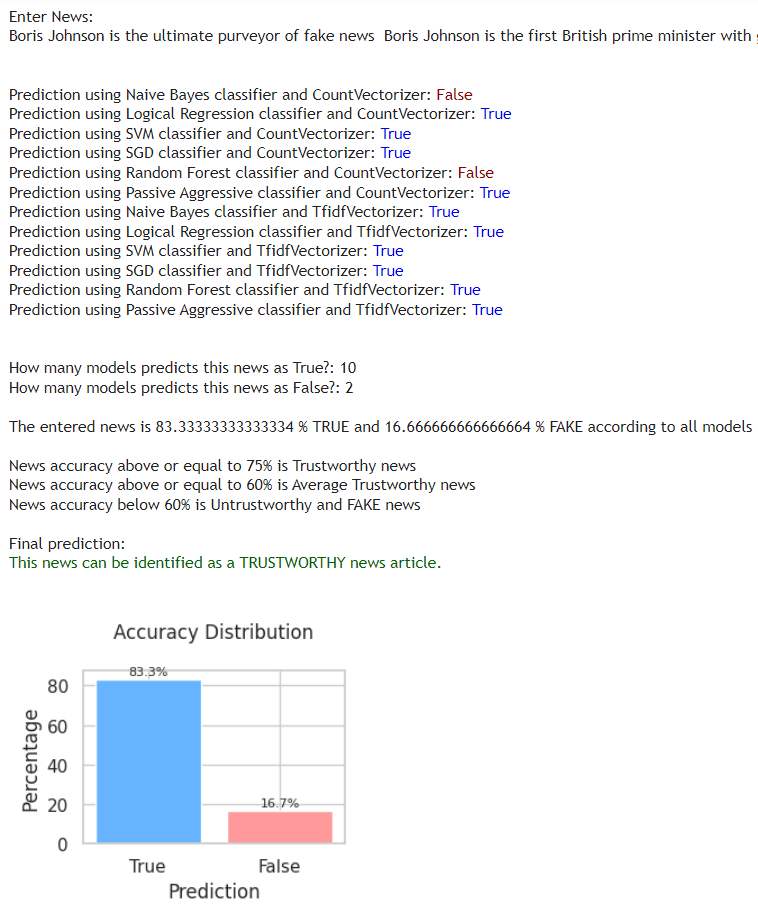 Enter News:
Boris Johnson is the ultimate purveyor of fake news  Boris Johnson is the first British prime minister with
Prediction using Naive Bayes classifier and CountVectorizer: False
Prediction using Logical Regression classifier and CountVectorizer: True
Prediction using SVM classifier and CountVectorizer: True
Prediction using SGD classifier and CountVectorizer: True
Prediction using Random Forest classifier and CountVectorizer: False
Prediction using Passive Aggressive classifier and CountVectorizer: True
Prediction using Naive Bayes classifier and TfidfVectorizer: True
Prediction using Logical Regression classifier and TfidfVectorizer: True
Prediction using SVM classifier and TfidfVectorizer: True
Prediction using SGD classifier and TfidfVectorizer: True
Prediction using Random Forest classifier and TfidfVectorizer: True
Prediction using Passive Aggressive classifier and TfidfVectorizer: True
How many models predicts this news as True?: 10
How many models predicts this news as False?: 2
The entered news is 83.33333333333334 % TRUE and 16.666666666666664 % FAKE according to all models
News accuracy above or equal to 75% is Trustworthy news
News accuracy above or equal to 60% is Average Trustworthy news
News accuracy below 60% is Untrustworthy and FAKE news
Final prediction:
This news can be identified as a TRUSTWORTHY news article.
Accuracy Distribution
83.3%
80
60
40
20
0
Percentage
16.7%
True
False
Prediction